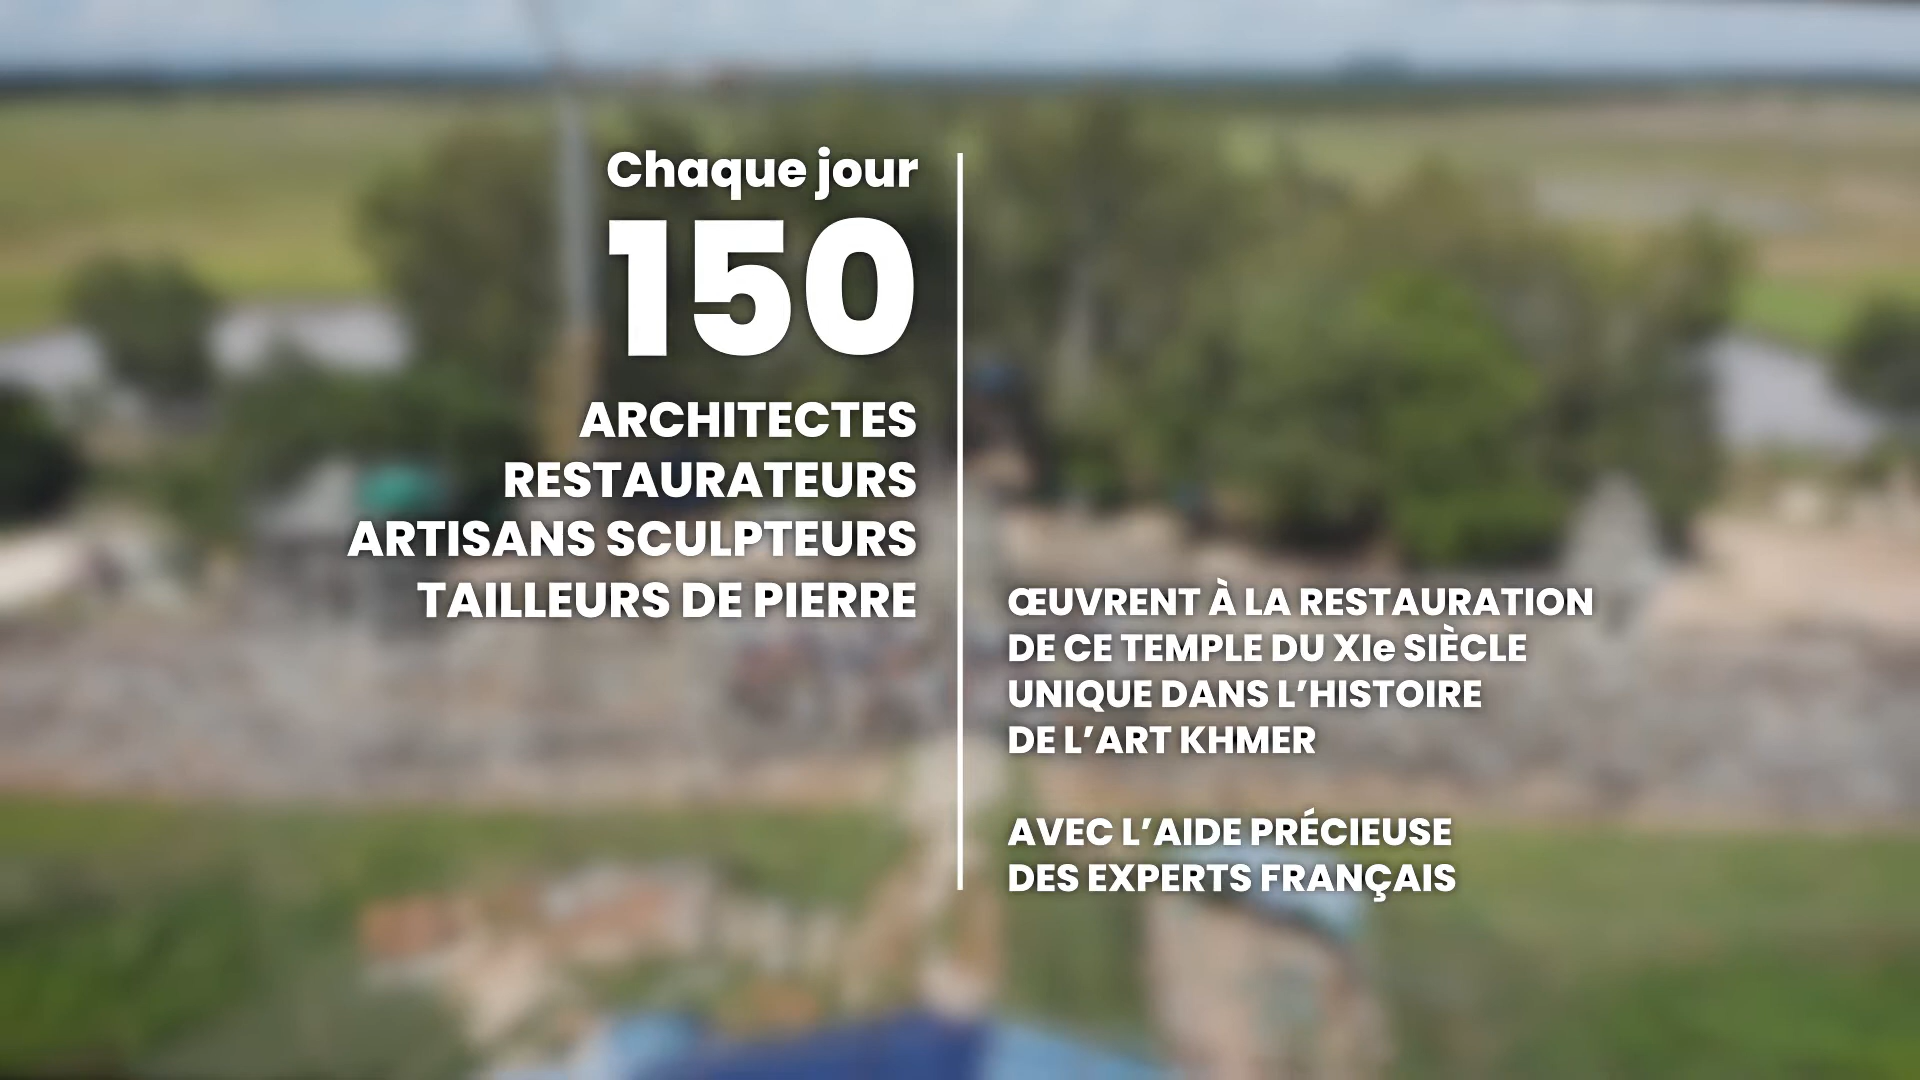 Chaque jour
150
ARCHITECTES
RESTAURATEURS
ARTISANS SCULPTEURS
TAILLEURS DE PIERRE
ŒUVRENT À LA RESTAURATION
DE CE TEMPLE DU XIe SIÈCLE
UNIQUE DANS L’HISTOIRE
DE L’ART KHMER
AVEC L’AIDE PRÉCIEUSE
DES EXPERTS FRANÇAIS